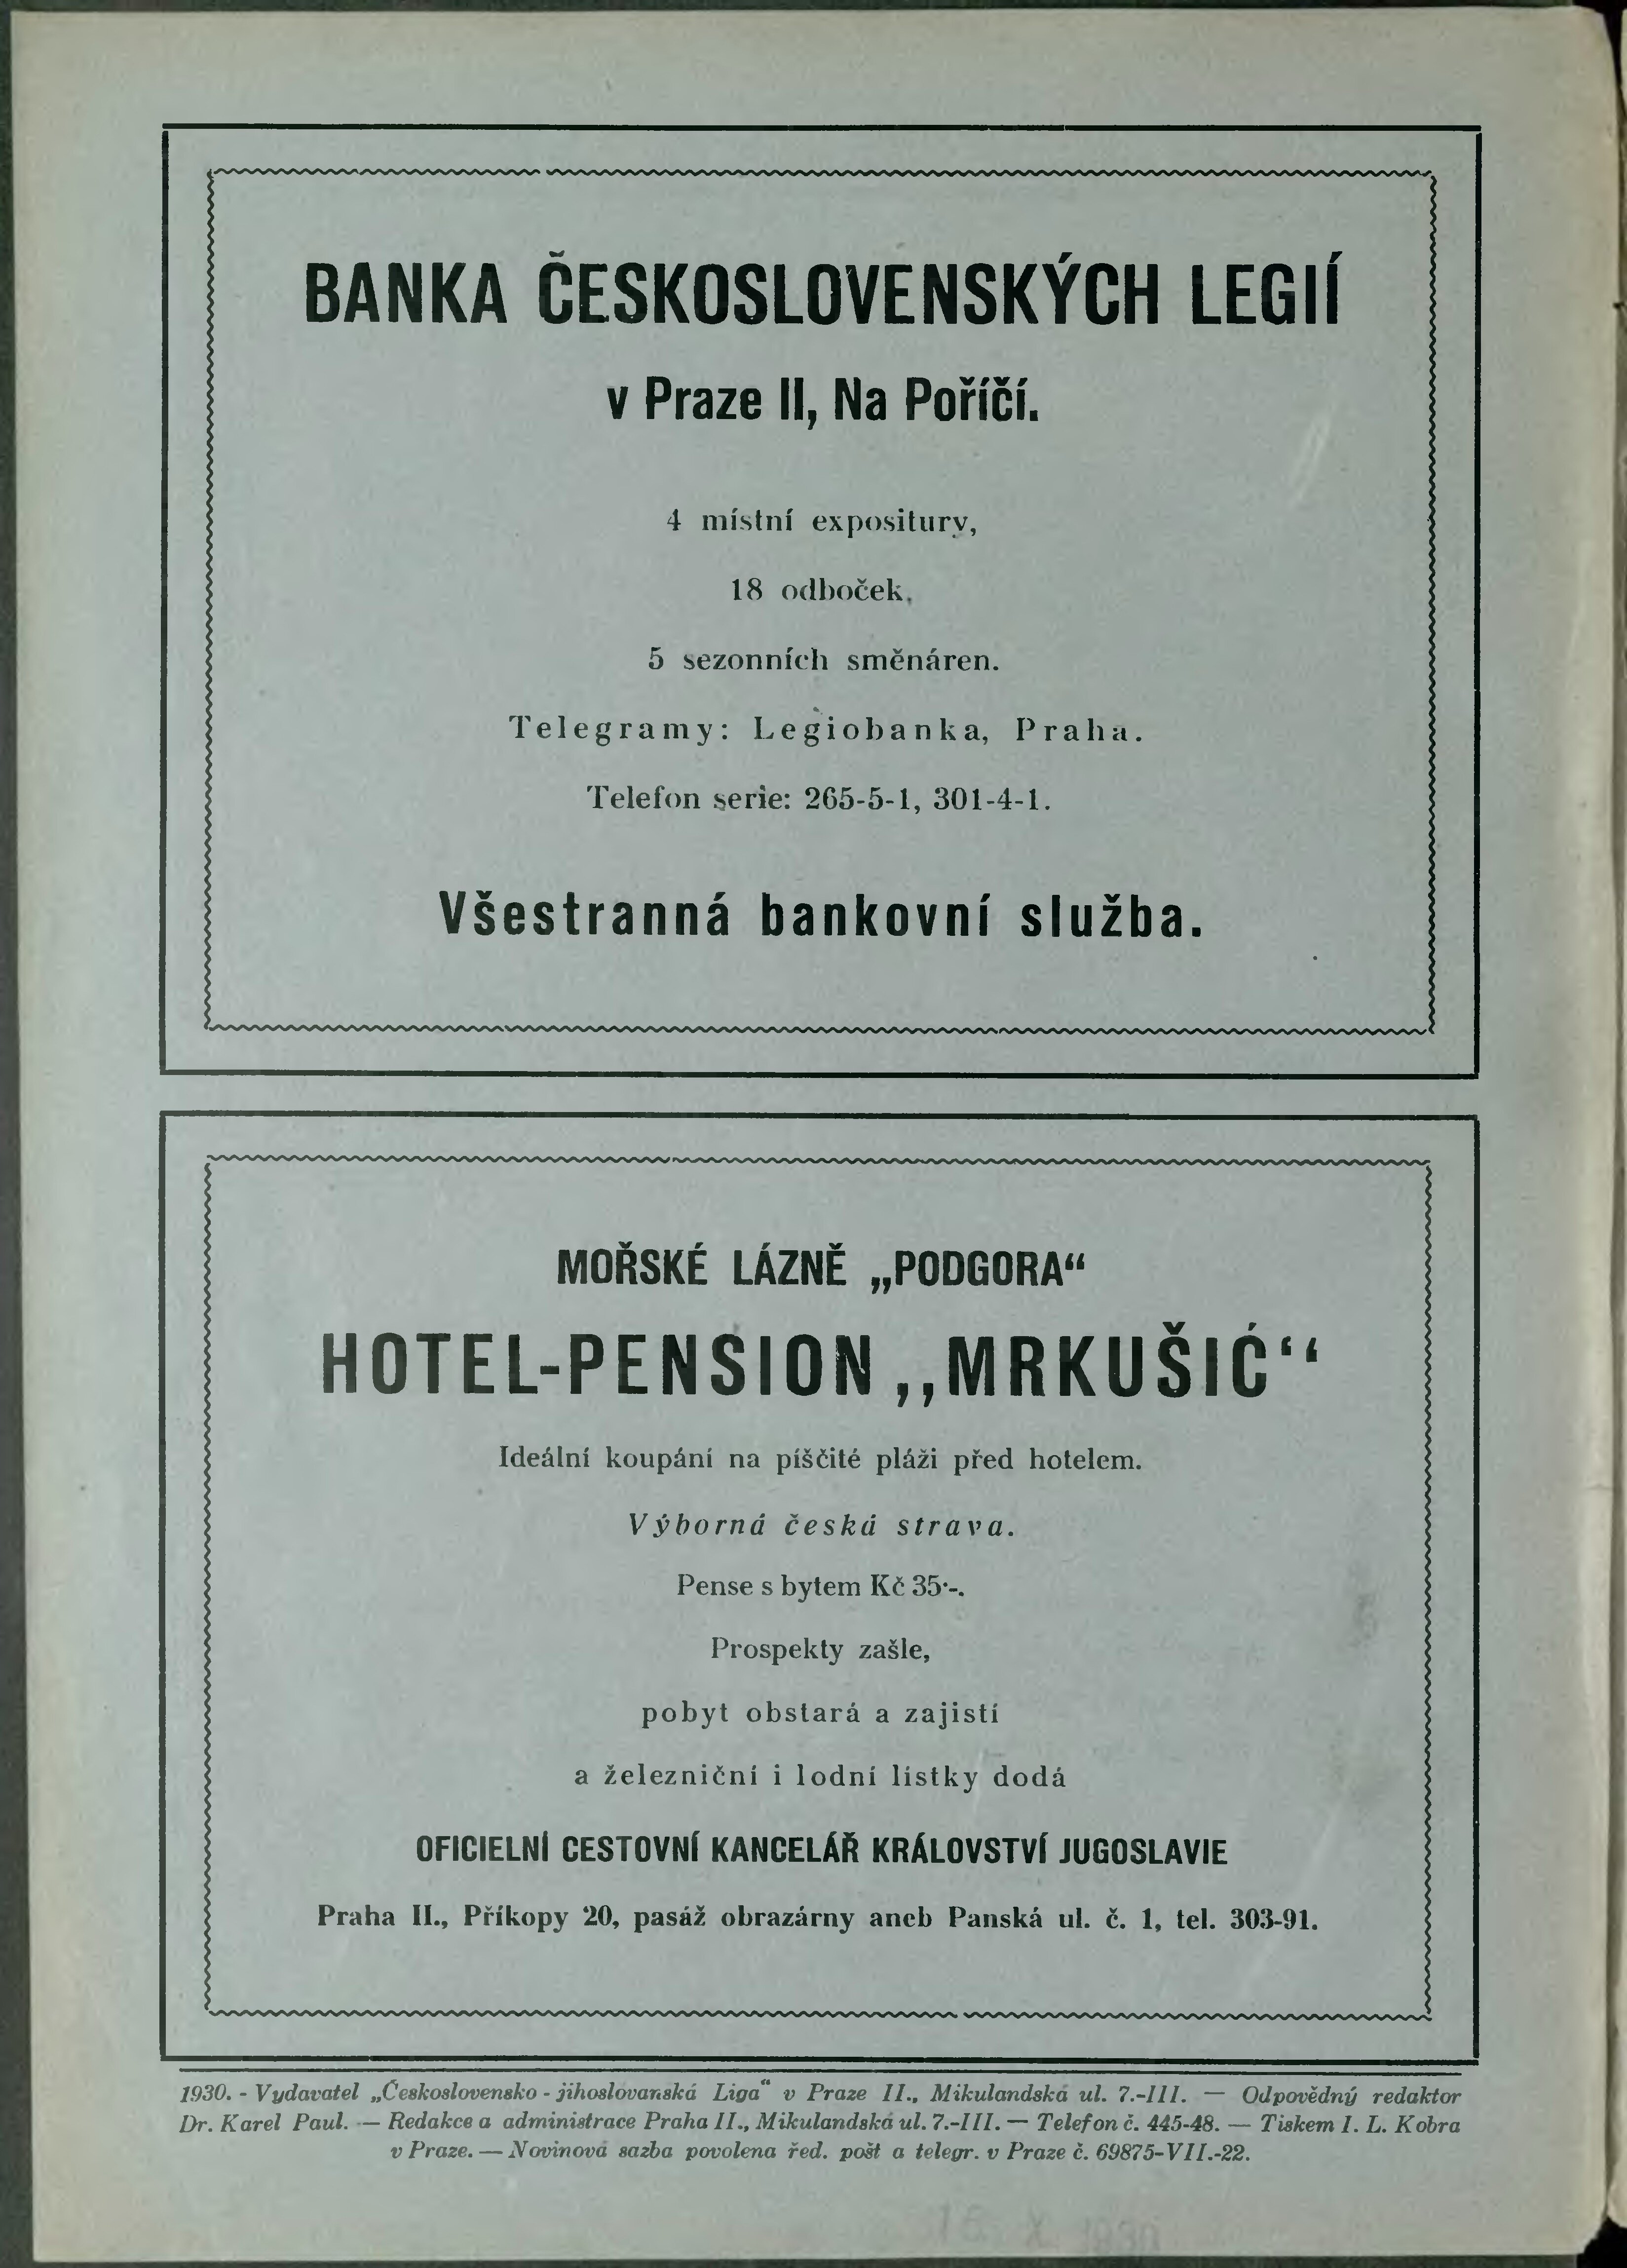 BANKA ČESKOSLOVENSKÝCH LEGIÍ
v Praze II, Na Poříčí.
4 místní expositury,
18 odboček,
5 sezonních směnáren.
Telegramy: Legiobanka, Praha.
Telefon serie: 265-5-1, 301-4-1.
Všestranná bankovní služba.
MOŘSKÉ LÁZNĚ „PODGORA“
HOTEL-PENSION „MRKUŠIĆ“
Ideální koupání na píščité pláži před hotelem.
Výborná česká strava.
Pense s bytem Kč 35·-.
Prospekty zašle,
pobyt obstará a zajistí
a železniční i lodní lístky dodá
OFICIELNÍ CESTOVNÍ KANCELÁŘ KRÁLOVSTVÍ JUGOSLAVIE
Praha II., Příkopy 20, pasáž obrazárny aneb Panská ul. č. 1, tel. 303-91.
1930. - Vydavatel „Československo - jihoslovanská Liga“ v Praze II., Mikulandská ul. 7.-III. — Odpovědný redaktor
Dr. Karel Paul. — Redakce a administrace Praha II., Mikulandská ul. 7.-III. — Telefon č. 445-48. — Tiskem I. L. Kobra
v Praze. — Novinová sazba povolena řed. pošt a telegr. v Praze č. 69875-VII.-22.